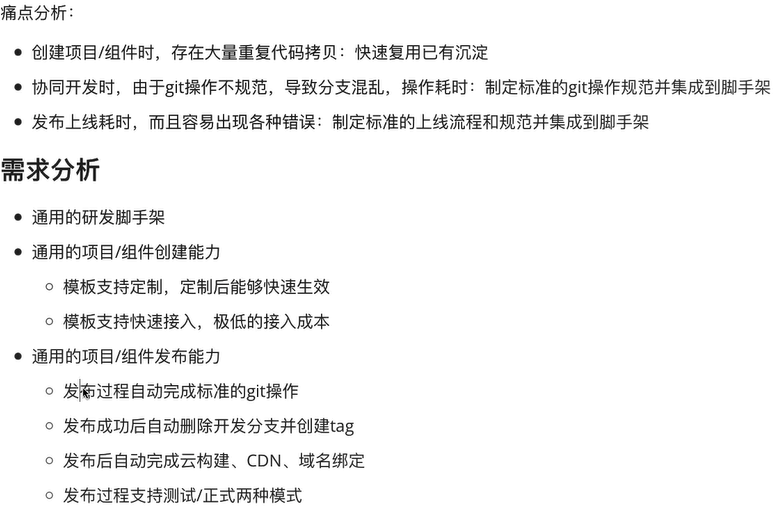 痛点分析：
创建项目/组件时，存在大量重复代码拷贝：快速复用已有沉淀
协同开发时，由于git操作不规范，导致分支混乱，操作耗时：制定标准的git操作规范并集成到脚手架
发布上线耗时，而且容易出现各种错误：制定标准的上线流程和规范并集成到脚手架
需求分析
通用的研发脚手架
通用的项目/组件创建能力
模板支持定制，定制后能够快速生效
模板支持快速接入，极低的接入成本
通用的项目/组件发布能力
发布过程自动完成标准的git操作
发布成功后自动删除开发分支并创建tag
发布后自动完成云构建、CDN、域名绑定
发布过程支持测试/正式两种模式